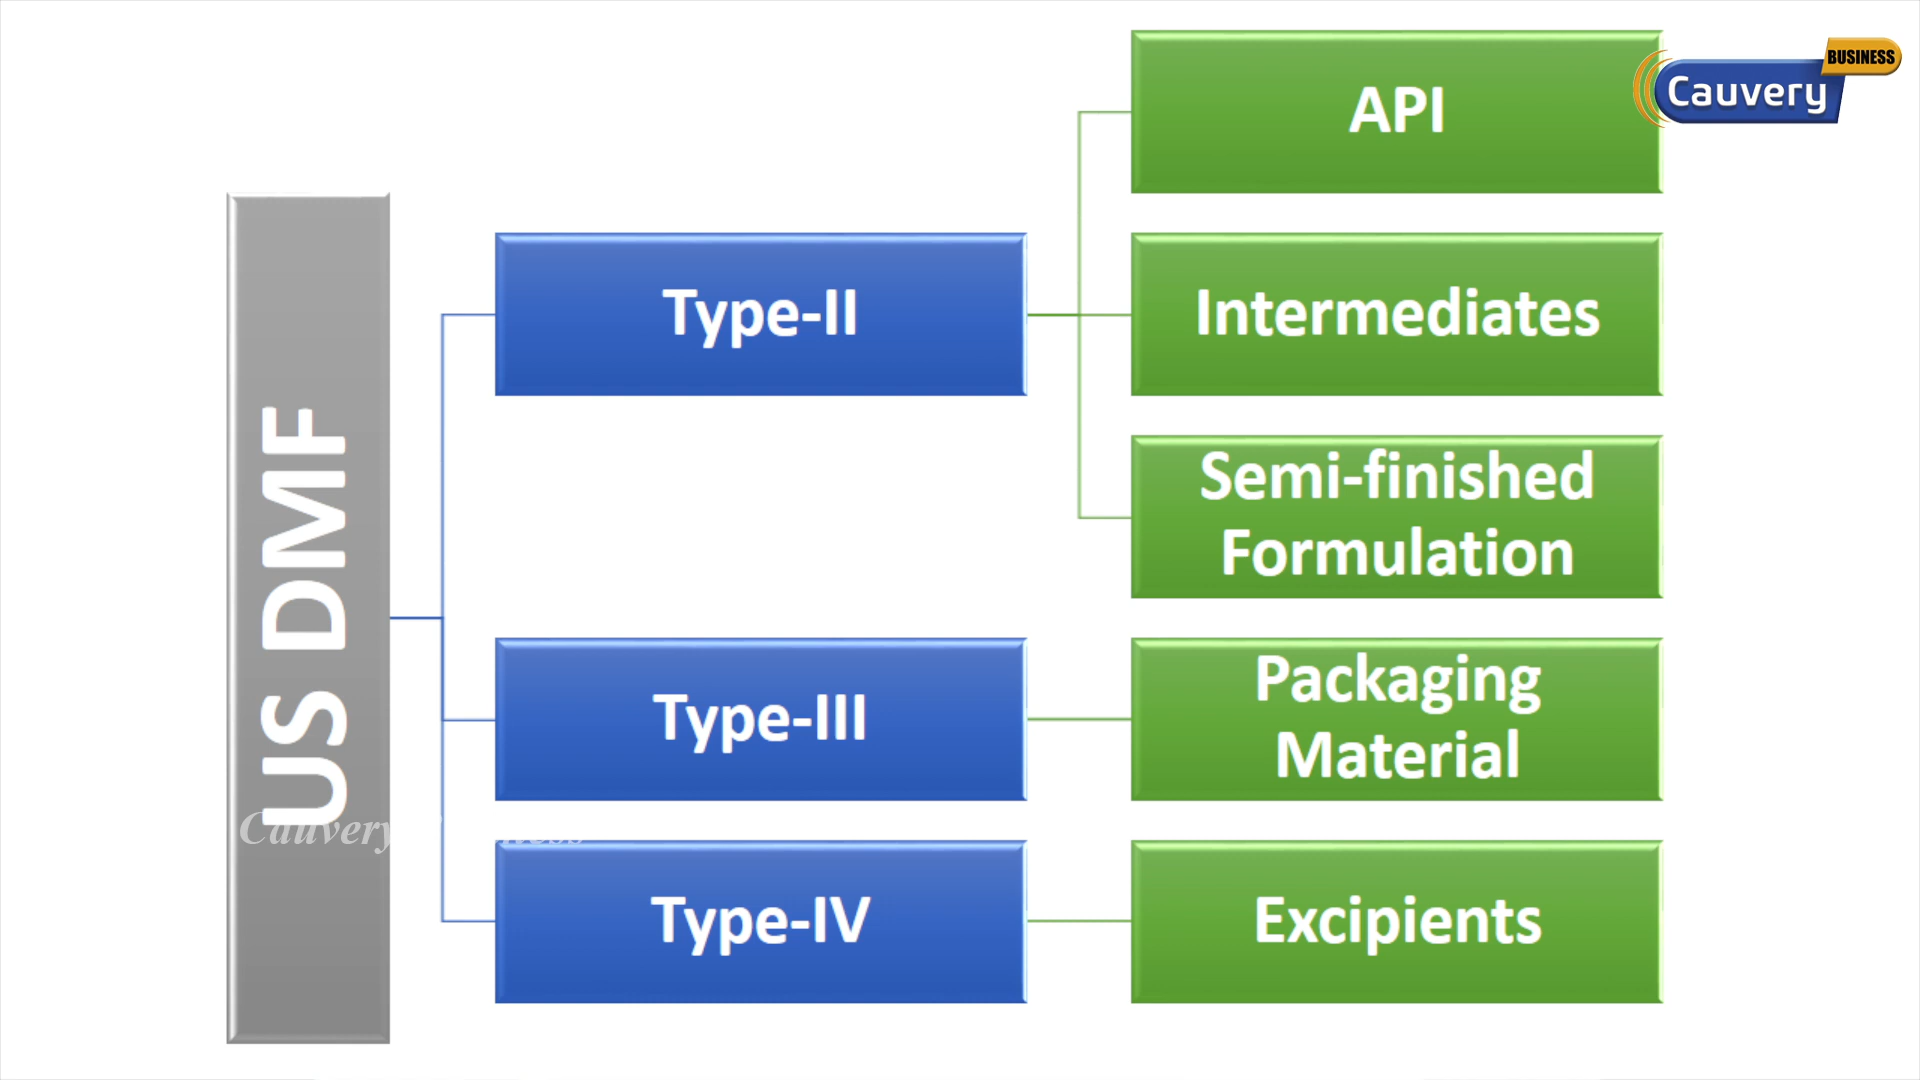 US DMF
Type-II
API
Intermediates
Semi-finished
Formulation
Type-III
Packaging
Material
Type-IV
Excipients
Cauvery
BUSINESS
Cauvery